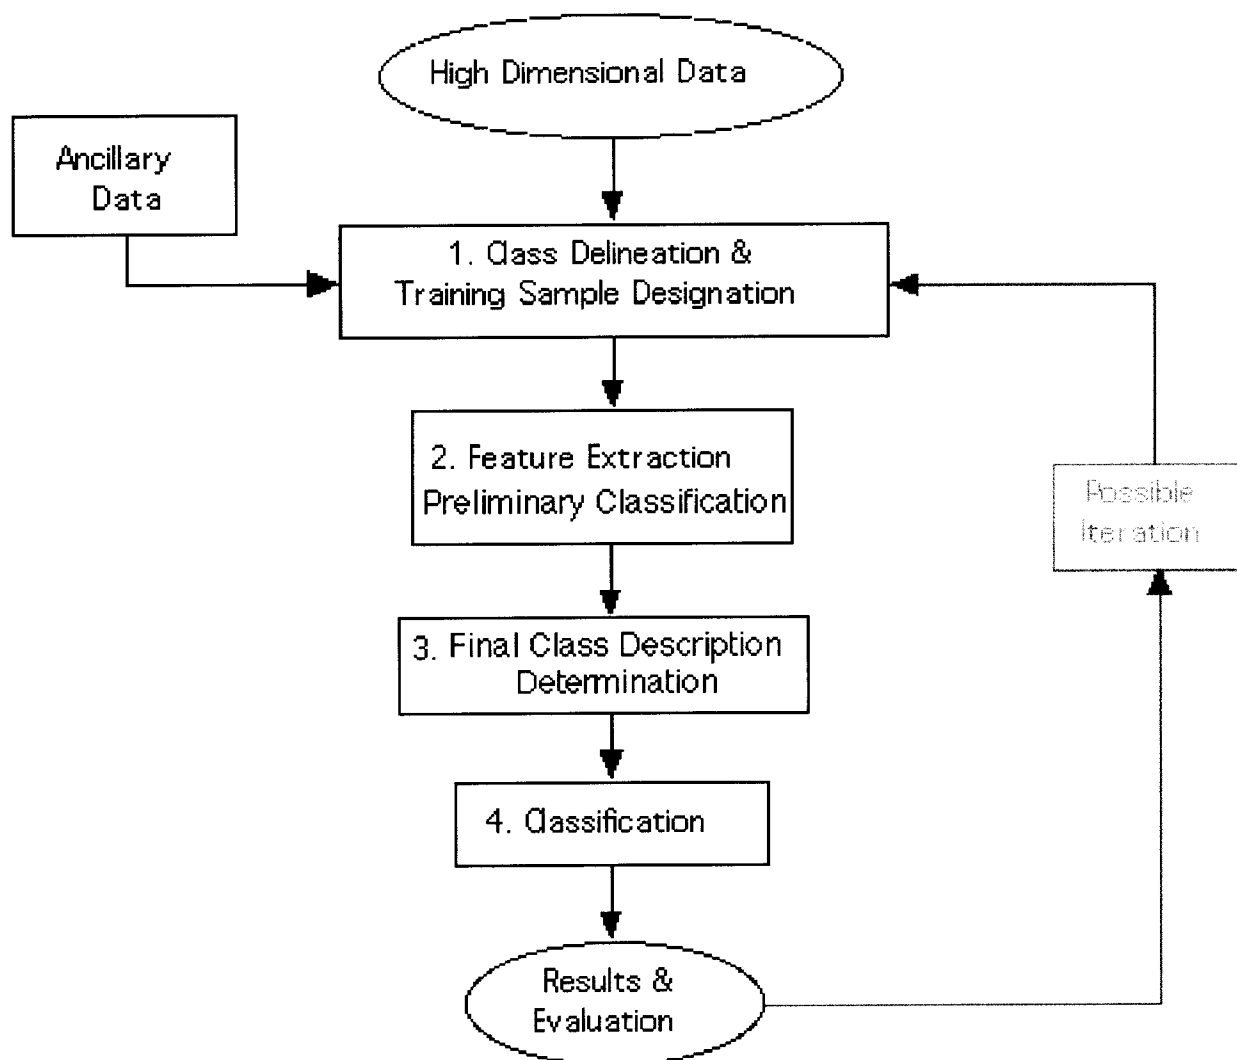 High Dimensional Data
Ancillary
Data
1. Class Delineation &
Training Sample Designation
2. Feature Extraction
Preliminary Classification
Possible
Iteration
3. Final Class Description
Determination
4. Classification
Results &
Evaluation